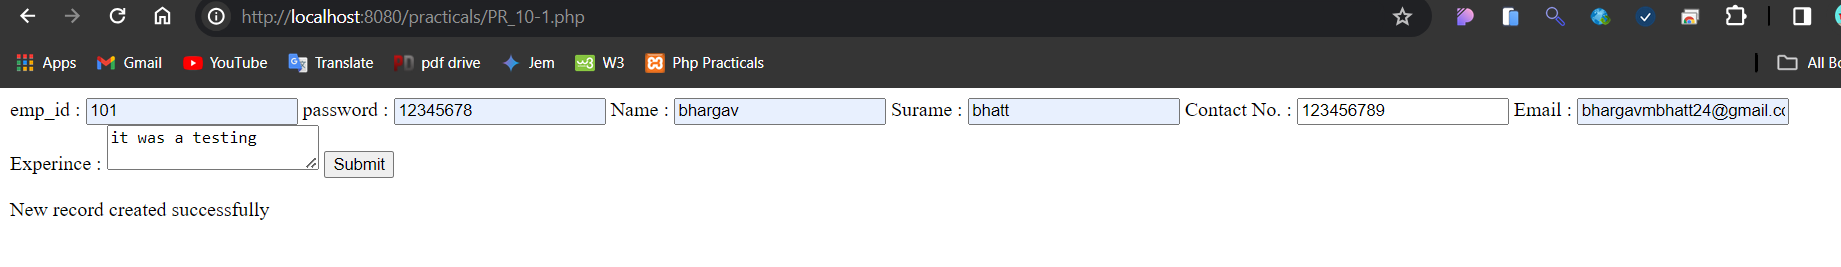 http://localhost:8080/practicals/PR_10-1.php
Apps Gmail YouTube Translate pdf drive Jem W3 Php Practicals All Bo
emp_id : 101 password : 12345678 Name : bhargav Surame : bhatt Contact No. : 123456789 Email : bhargavmbhatt24@gmail.co
it was a testing
Experince : Submit
New record created successfully